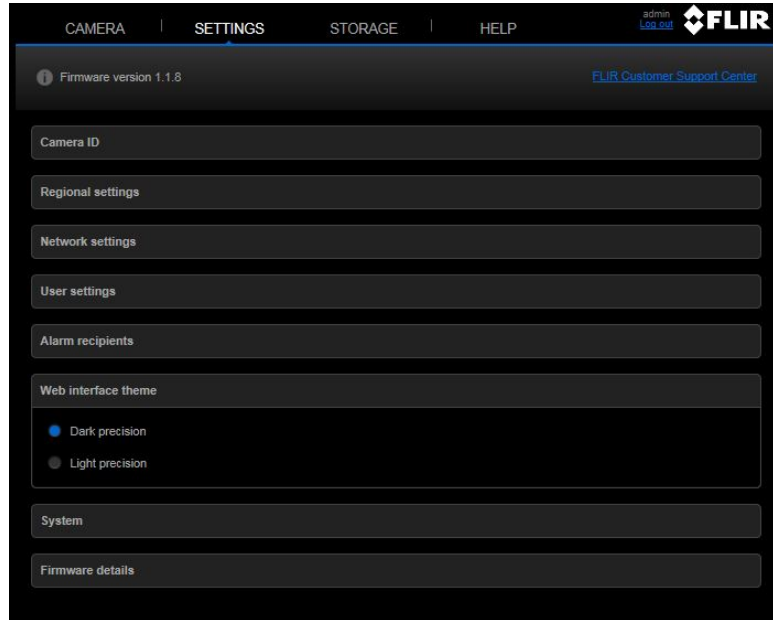 admin
CAMERA SETTINGS STORAGE HELP Log out FLIR
Firmware version 1.1.8 FLIR Customer Support Center
Camera ID
Regional settings
Network settings
User settings
Alarm recipients
Web interface theme
Dark precision
Light precision
System
Firmware details